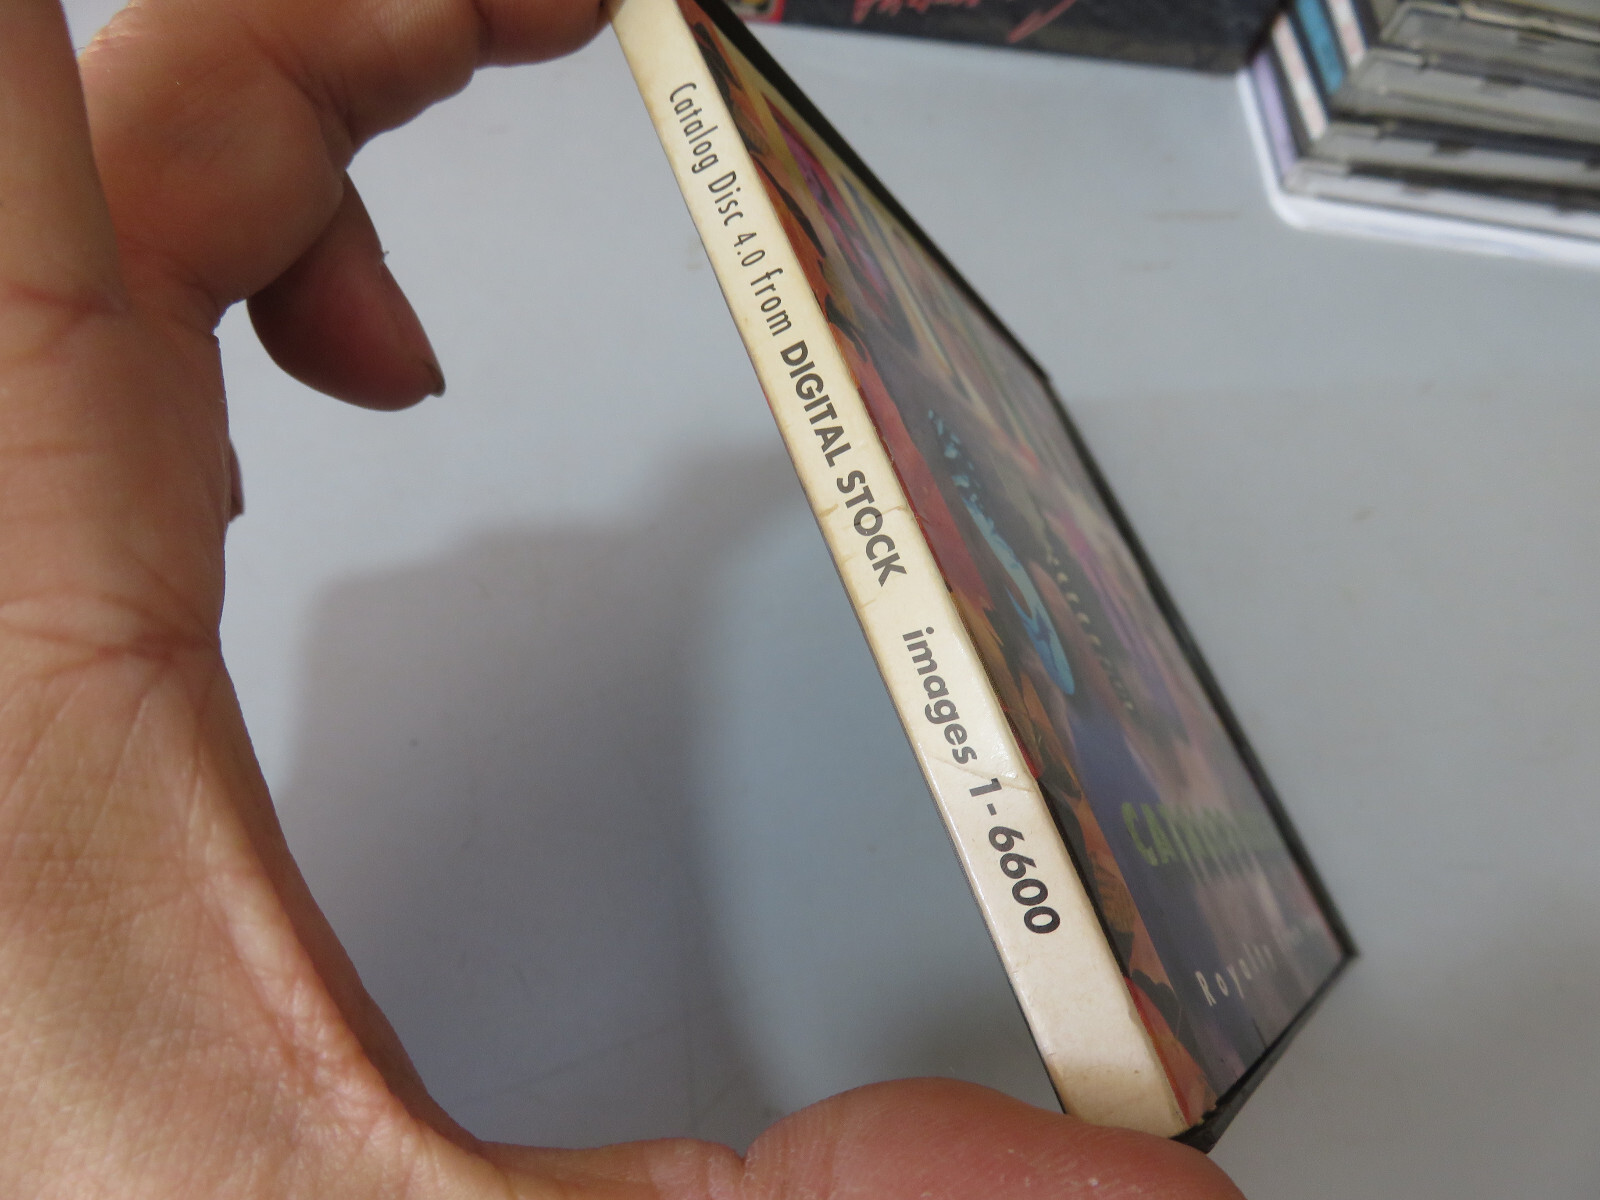 Catalog Disc 4.0 from DIGITAL STOCK images 1-6600